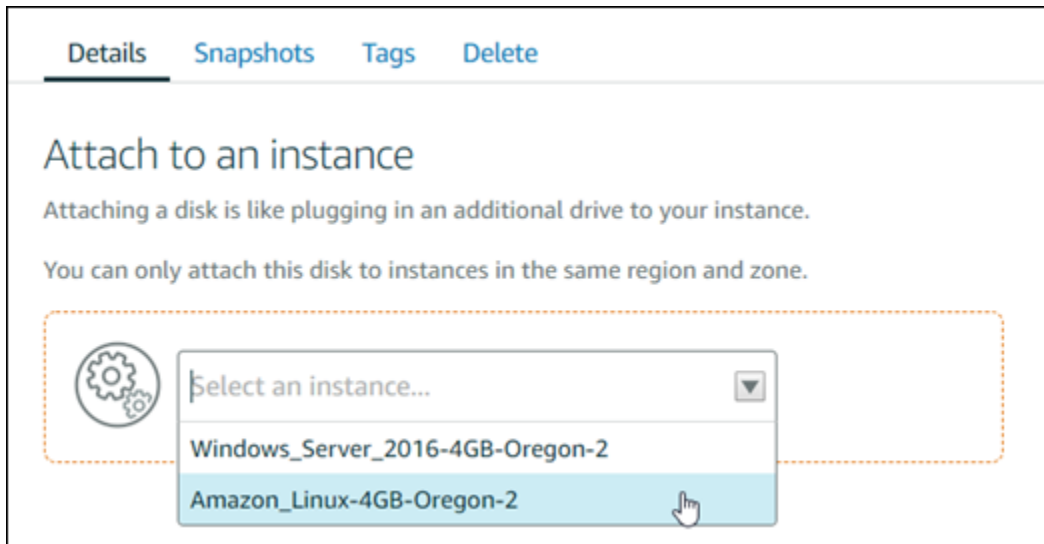 Details Snapshots Tags Delete
Attach to an instance
Attaching a disk is like plugging in an additional drive to your instance.
You can only attach this disk to instances in the same region and zone.
Select an instance...
Windows_Server_2016-4GB-Oregon-2
Amazon_Linux-4GB-Oregon-2